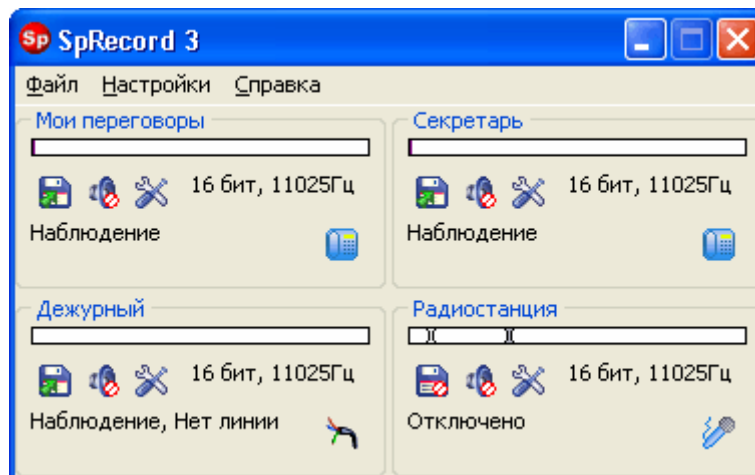 Sp SpRecord 3
Файл Настройки Справка
Мои переговоры
16 бит, 11025Гц
Наблюдение
Секретарь
16 бит, 11025Гц
Наблюдение
Дежурный
16 бит, 11025Гц
Наблюдение, Нет линии
Радиостанция
16 бит, 11025Гц
Отключено